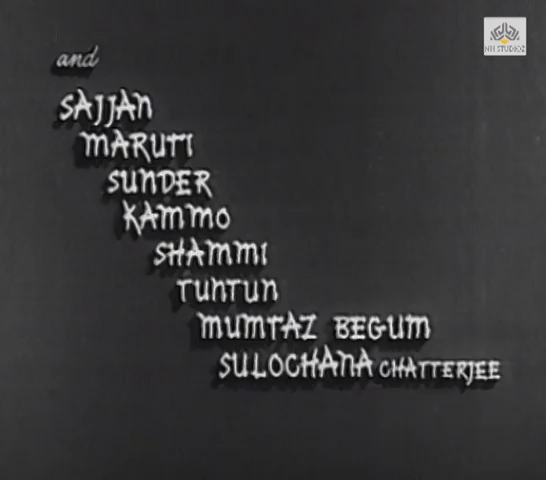 NH STUDIOZ
and
SAJJAN
MARUTI
SUNDER
KAMMO
SHAMMI
TUNTUN
MUMTAZ BEGUM
SULOCHANA CHATTERJEE